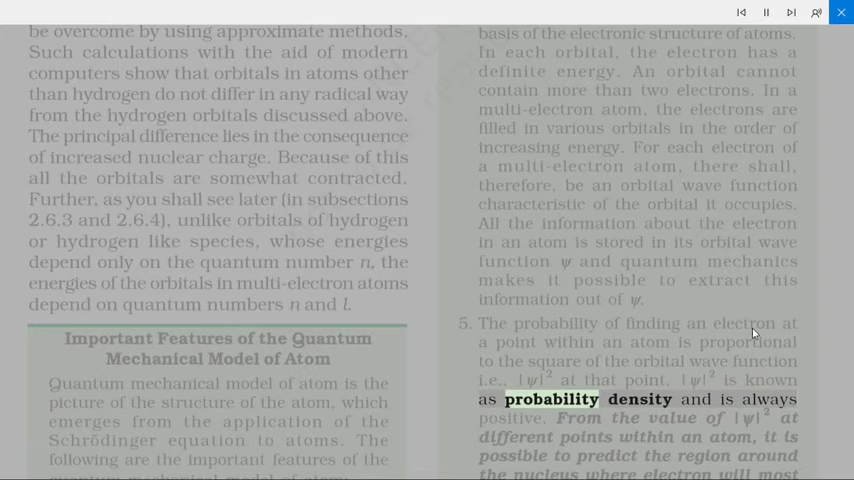 be overcome by using approximate methods.
Such calculations with the aid of modern
computers show that orbitals in atoms other
than hydrogen do not differ in any radical way
from the hydrogen orbitals discussed above.
The principal difference lies in the consequence
of increased nuclear charge. Because of this
all the orbitals are somewhat contracted.
Further, as you shall see later (in subsections
2.6.3 and 2.6.4), unlike orbitals of hydrogen
or hydrogen like species, whose energies
depend only on the quantum number n, the
energies of the orbitals in multi-electron atoms
depend on quantum numbers n and l.
Important Features of the Quantum
Mechanical Model of Atom
Quantum mechanical model of atom is the
picture of the structure of the atom, which
emerges from the application of the
Schrödinger equation to atoms. The
following are the important features of the
quantum mechanical model of atom:
basis of the electronic structure of atoms.
In each orbital, the electron has a
definite energy. An orbital cannot
contain more than two electrons. In a
multi-electron atom, the electrons are
filled in various orbitals in the order of
increasing energy. For each electron of
a multi-electron atom, there shall,
therefore, be an orbital wave function
characteristic of the orbital it occupies.
All the information about the electron
in an atom is stored in its orbital wave
function ψ and quantum mechanics
makes it possible to extract this
information out of ψ.
5. The probability of finding an electron at
a point within an atom is proportional
to the square of the orbital wave function
i.e., |ψ|² at that point. |ψ|² is known
as probability density and is always
positive. From the value of |ψ|² at
different points within an atom, it is
possible to predict the region around
the nucleus where electron will most